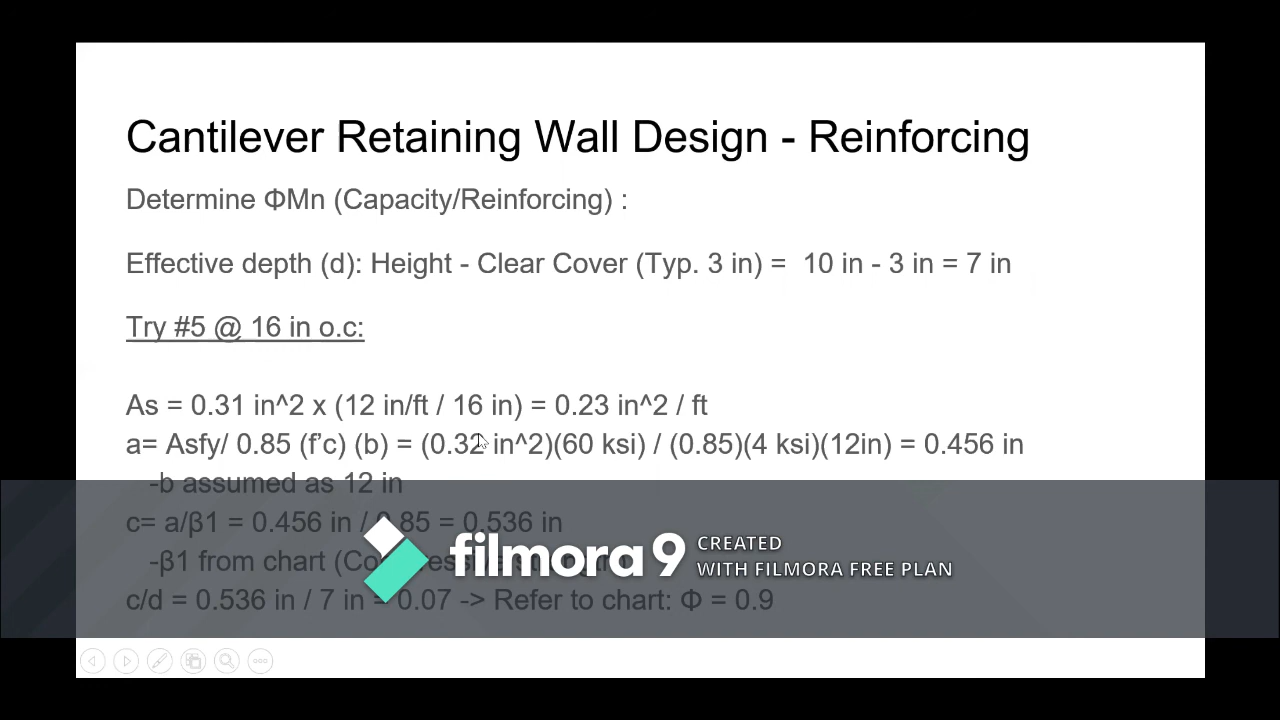 Cantilever Retaining Wall Design - Reinforcing
Determine ΦMn (Capacity/Reinforcing) :
Effective depth (d): Height - Clear Cover (Typ. 3 in) = 10 in - 3 in = 7 in
Try #5 @ 16 in o.c:
As = 0.31 in^2 x (12 in/ft / 16 in) = 0.23 in^2 / ft
a= Asfy/ 0.85 (f’c) (b) = (0.32 in^2)(60 ksi) / (0.85)(4 ksi)(12in) = 0.456 in
-b assumed as 12 in
c= a/β1 = 0.456 in / 0.85 = 0.536 in
-β1 from chart
c/d = 0.536 in / 7 in = 0.07 -> Refer to chart: Φ = 0.9
filmora 9
CREATED
WITH FILMORA FREE PLAN